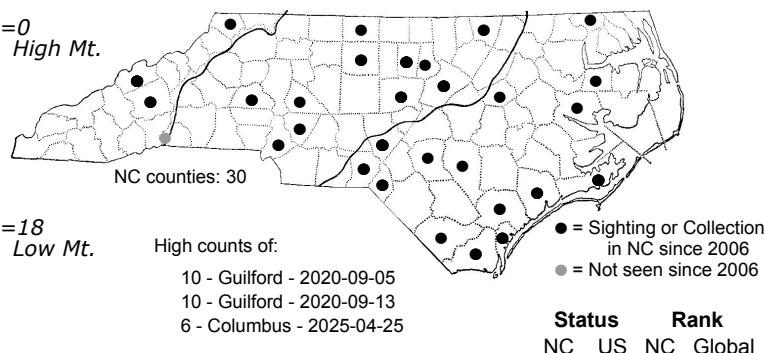 =0
High Mt.
NC counties: 30
=18
Low Mt.
High counts of:
10 - Guilford - 2020-09-05
10 - Guilford - 2020-09-13
6 - Columbus - 2025-04-25
● = Sighting or Collection
in NC since 2006
● = Not seen since 2006
Status Rank
NC US NC Global